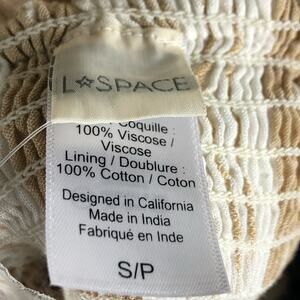 L☆SPACE
Coquille :
100% Viscose /
Viscose
Lining / Doublure :
100% Cotton / Coton
Designed in California
Made in India
Fabriqué en Inde
S/P